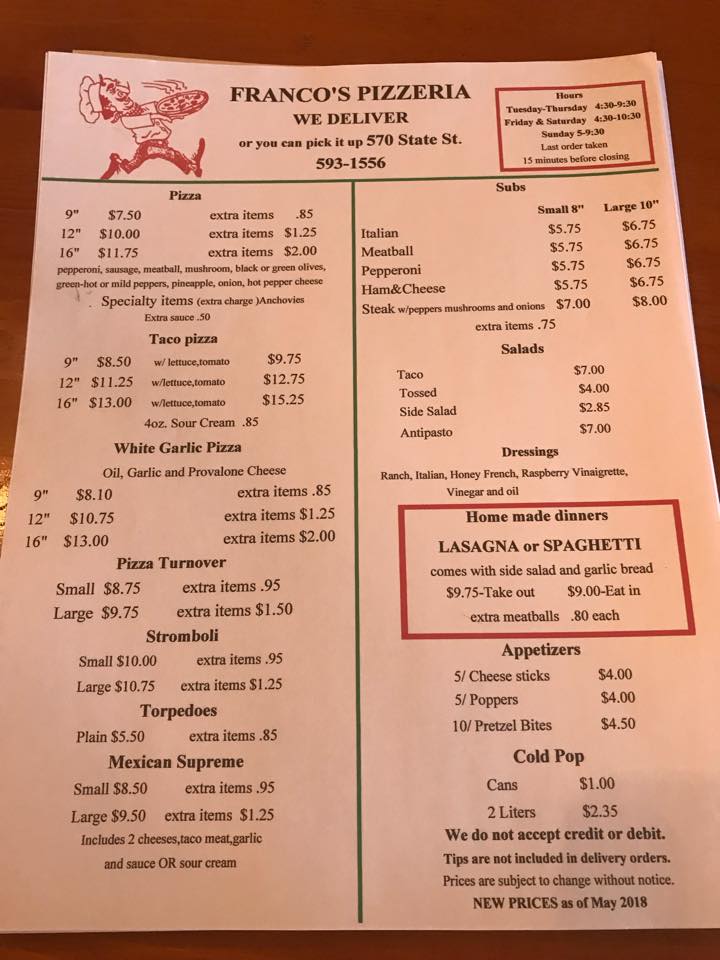 FRANCO'S PIZZERIA
WE DELIVER
or you can pick it up 570 State St.
593-1556
Hours
Tuesday-Thursday 4:30-9:30
Friday & Saturday 4:30-10:30
Sunday 5-9:30
Last order taken
15 minutes before closing
Pizza
9" $7.50 extra items .85
12" $10.00 extra items $1.25
16" $11.75 extra items $2.00
pepperoni, sausage, meatball, mushroom, black or green olives,
green-hot or mild peppers, pineapple, onion, hot pepper cheese
Specialty items (extra charge )Anchovies
Extra sauce .50
Taco pizza
9" $8.50 w/ lettuce,tomato $9.75
12" $11.25 w/lettuce,tomato $12.75
16" $13.00 w/lettuce,tomato $15.25
4oz. Sour Cream .85
White Garlic Pizza
Oil, Garlic and Provalone Cheese
9" $8.10 extra items .85
12" $10.75 extra items $1.25
16" $13.00 extra items $2.00
Pizza Turnover
Small $8.75 extra items .95
Large $9.75 extra items $1.50
Stromboli
Small $10.00 extra items .95
Large $10.75 extra items $1.25
Torpedoes
Plain $5.50 extra items .85
Mexican Supreme
Small $8.50 extra items .95
Large $9.50 extra items $1.25
Includes 2 cheeses,taco meat,garlic
and sauce OR sour cream
Subs
Small 8" Large 10"
Italian $5.75 $6.75
Meatball $5.75 $6.75
Pepperoni $5.75 $6.75
Ham&Cheese $5.75 $6.75
Steak w/peppers mushrooms and onions $7.00 $8.00
extra items .75
Salads
Taco $7.00
Tossed $4.00
Side Salad $2.85
Antipasto $7.00
Dressings
Ranch, Italian, Honey French, Raspberry Vinaigrette,
Vinegar and oil
Home made dinners
LASAGNA or SPAGHETTI
comes with side salad and garlic bread
$9.75-Take out $9.00-Eat in
extra meatballs .80 each
Appetizers
5/ Cheese sticks $4.00
5/ Poppers $4.00
10/ Pretzel Bites $4.50
Cold Pop
Cans $1.00
2 Liters $2.35
We do not accept credit or debit.
Tips are not included in delivery orders.
Prices are subject to change without notice.
NEW PRICES as of May 2018